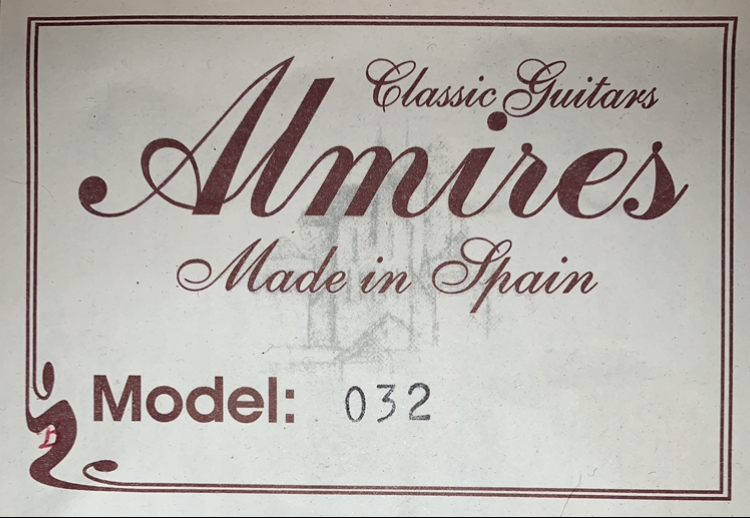 Classic Guitars
Almires
Made in Spain
Model: 032